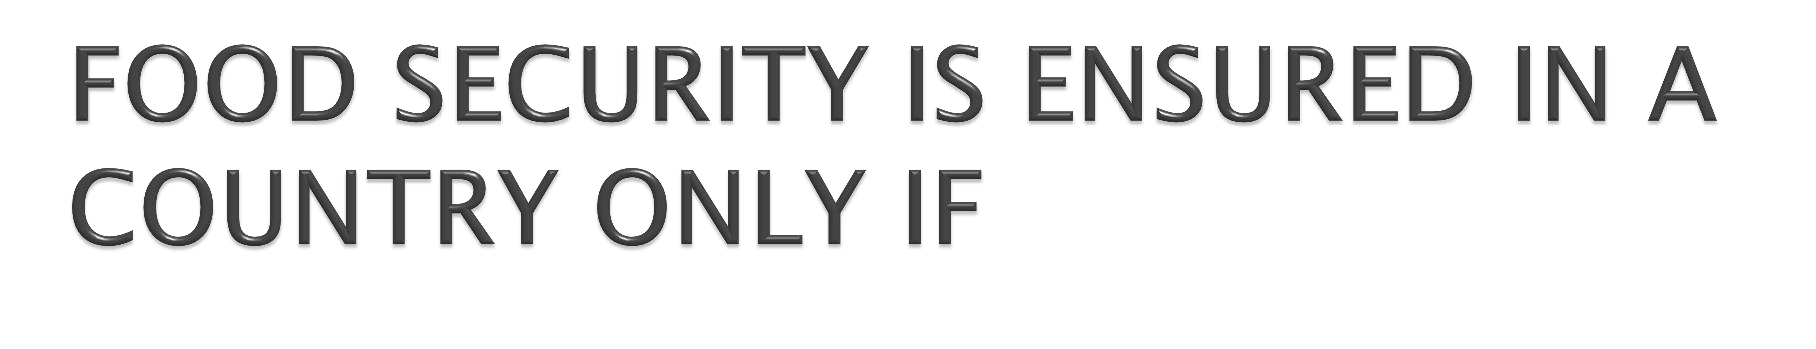 FOOD SECURITY IS ENSURED IN A
COUNTRY ONLY IF